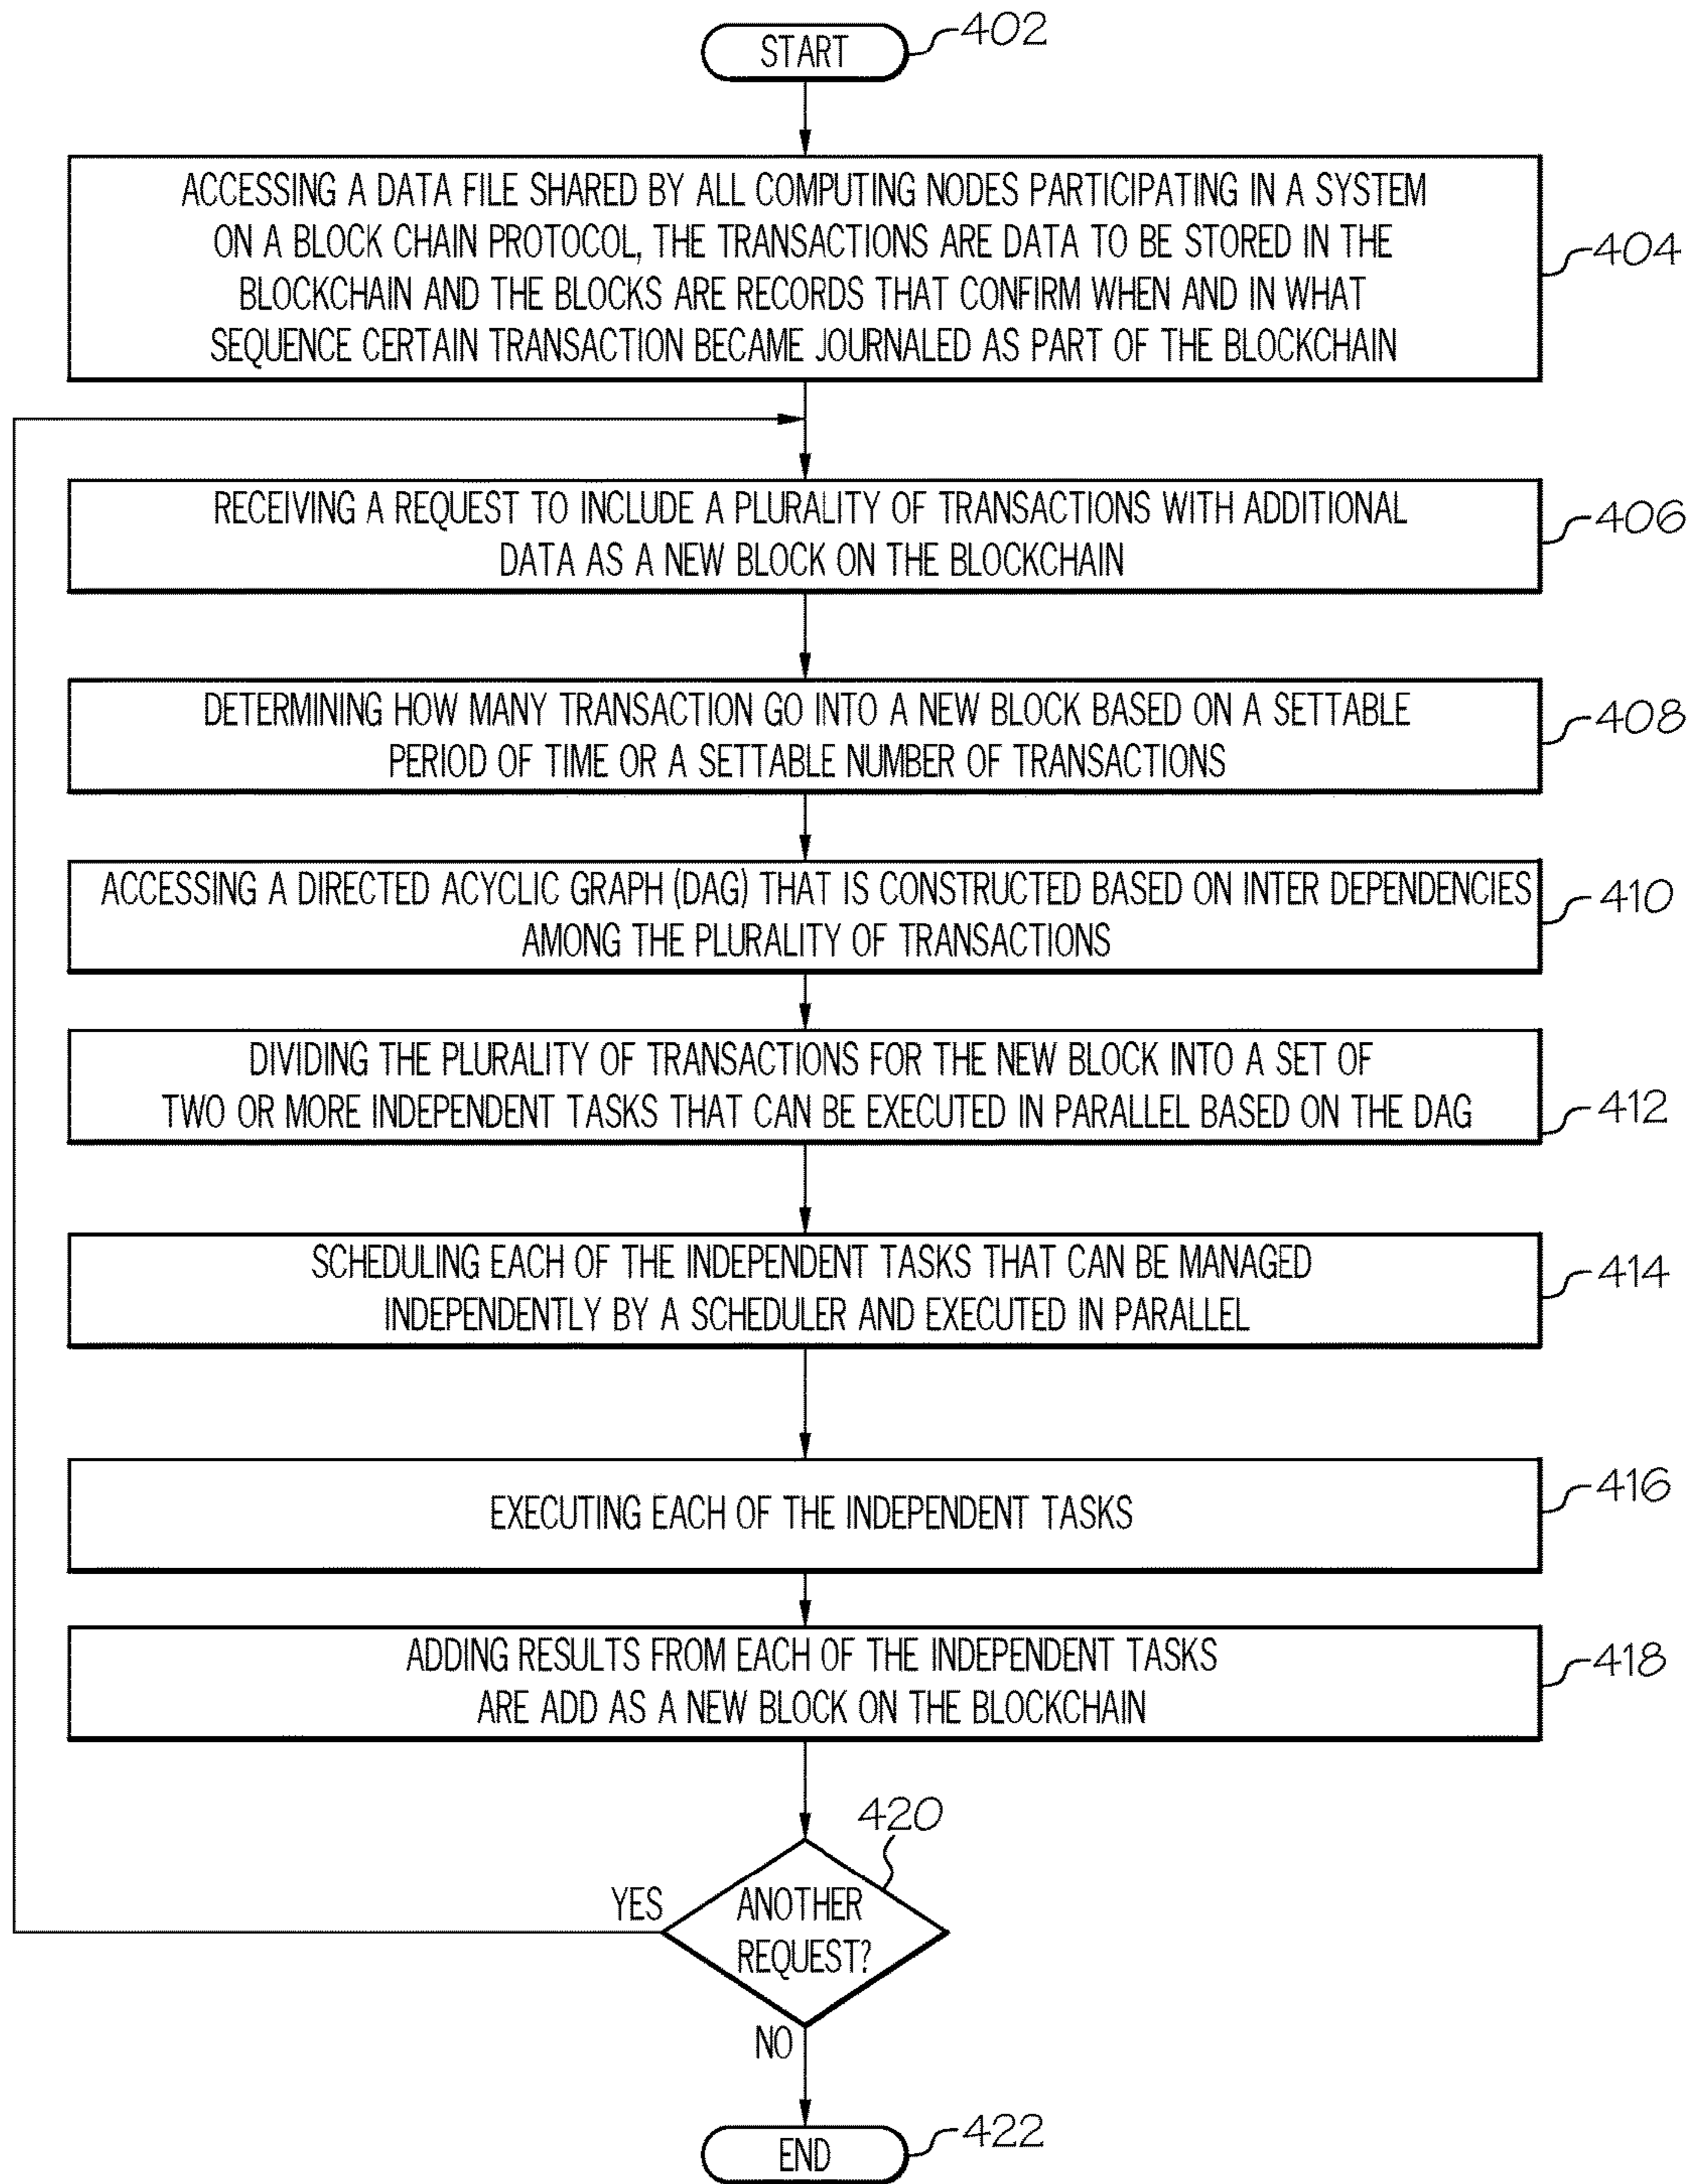 START
402
ACCESSING A DATA FILE SHARED BY ALL COMPUTING NODES PARTICIPATING IN A SYSTEM
ON A BLOCK CHAIN PROTOCOL, THE TRANSACTIONS ARE DATA TO BE STORED IN THE
BLOCKCHAIN AND THE BLOCKS ARE RECORDS THAT CONFIRM WHEN AND IN WHAT
SEQUENCE CERTAIN TRANSACTION BECAME JOURNALED AS PART OF THE BLOCKCHAIN
404
RECEIVING A REQUEST TO INCLUDE A PLURALITY OF TRANSACTIONS WITH ADDITIONAL
DATA AS A NEW BLOCK ON THE BLOCKCHAIN
406
DETERMINING HOW MANY TRANSACTION GO INTO A NEW BLOCK BASED ON A SETTABLE
PERIOD OF TIME OR A SETTABLE NUMBER OF TRANSACTIONS
408
ACCESSING A DIRECTED ACYCLIC GRAPH (DAG) THAT IS CONSTRUCTED BASED ON INTER DEPENDENCIES
AMONG THE PLURALITY OF TRANSACTIONS
410
DIVIDING THE PLURALITY OF TRANSACTIONS FOR THE NEW BLOCK INTO A SET OF
TWO OR MORE INDEPENDENT TASKS THAT CAN BE EXECUTED IN PARALLEL BASED ON THE DAG
412
SCHEDULING EACH OF THE INDEPENDENT TASKS THAT CAN BE MANAGED
INDEPENDENTLY BY A SCHEDULER AND EXECUTED IN PARALLEL
414
EXECUTING EACH OF THE INDEPENDENT TASKS
416
ADDING RESULTS FROM EACH OF THE INDEPENDENT TASKS
ARE ADD AS A NEW BLOCK ON THE BLOCKCHAIN
418
420
YES
ANOTHER
REQUEST?
NO
END
422